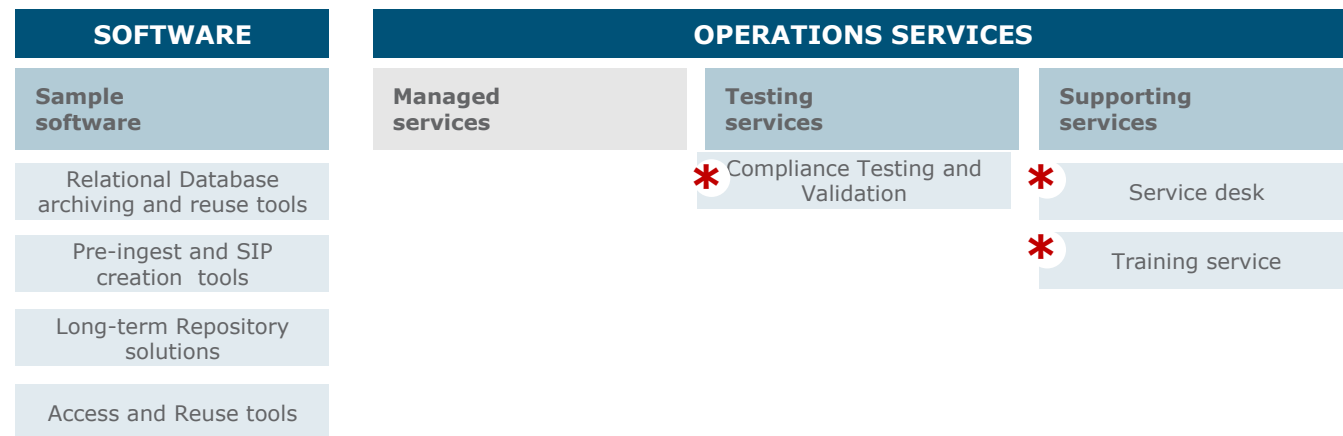 SOFTWARE
OPERATIONS SERVICES
Sample
software
Managed
services
Testing
services
Supporting
services
Relational Database
archiving and reuse tools
Pre-ingest and SIP
creation tools
Long-term Repository
solutions
Access and Reuse tools
* Compliance Testing and
Validation
* Service desk
* Training service